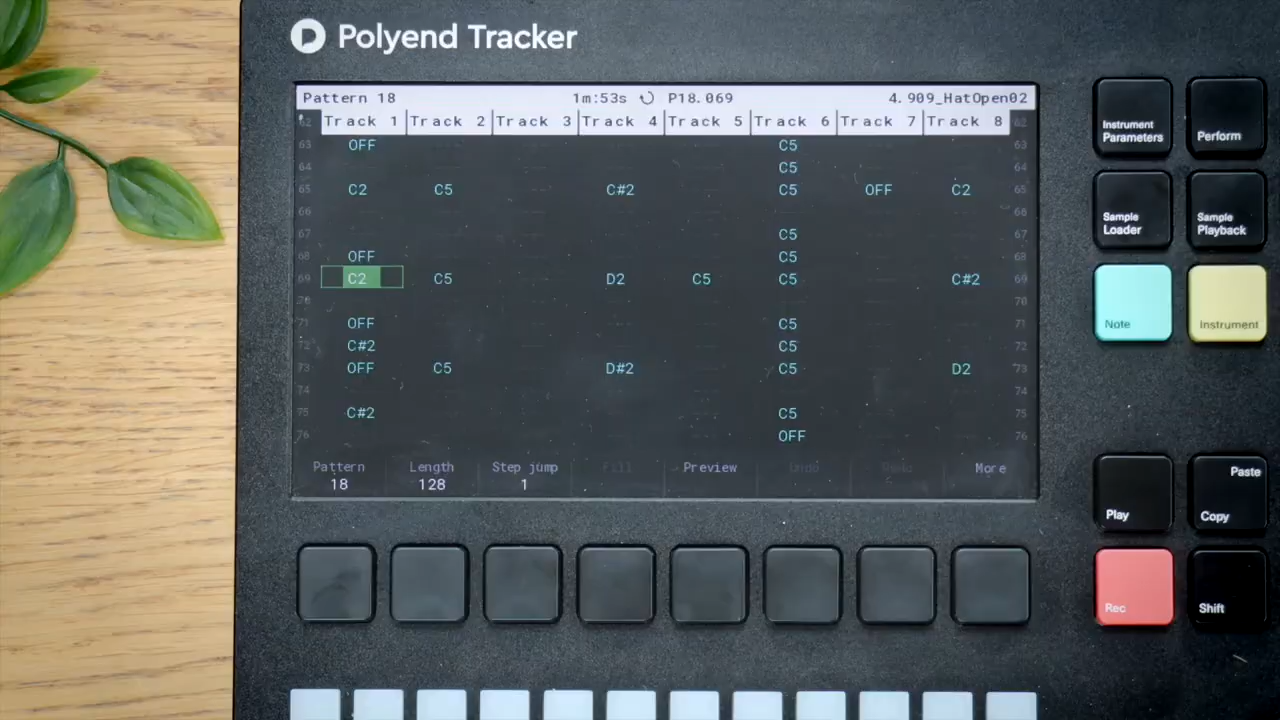 Polyend Tracker
Pattern 18 1m:53s P18.069 4.909_HatOpen02
62 Track 1 Track 2 Track 3 Track 4 Track 5 Track 6 Track 7 Track 8 62
63 OFF C5 63
64 C5 64
65 C2 C5 C#2 C5 OFF C2 65
66 66
67 C5 67
68 OFF C5 68
69 C2 C5 D2 C5 C5 C#2 69
70 70
71 OFF C5 71
72 C#2 C5 72
73 OFF C5 D#2 C5 D2 73
74 74
75 C#2 C5 75
76 OFF 76
Pattern Length Step jump Fill Preview Undo Redo More
18 128 1
Instrument
Parameters
Perform
Sample
Loader
Sample
Playback
Note
Instrument
Play
Paste
Copy
Rec
Shift